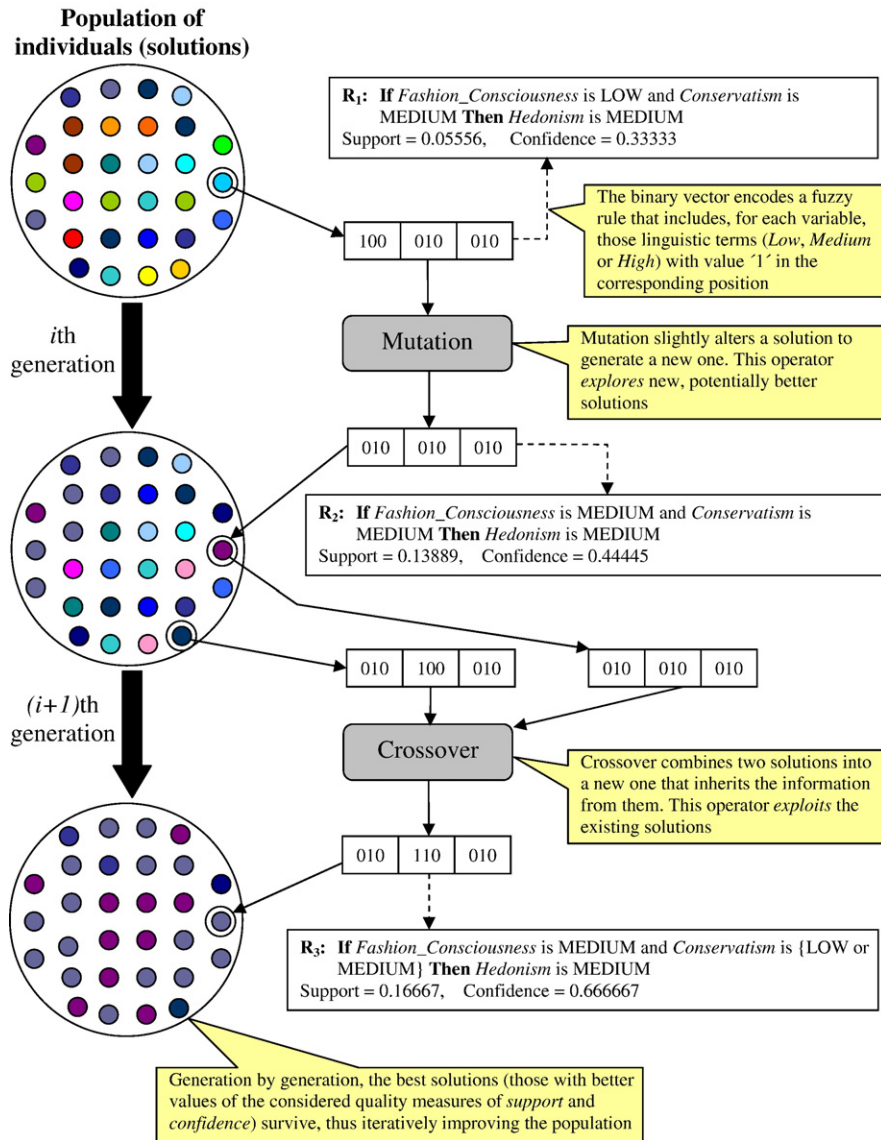 Population of
individuals (solutions)
R1: If Fashion_Consciousness is LOW and Conservatism is
MEDIUM Then Hedonism is MEDIUM
Support = 0.05556, Confidence = 0.33333
The binary vector encodes a fuzzy
rule that includes, for each variable,
those linguistic terms (Low, Medium
or High) with value ´1´ in the
corresponding position
100 010 010
ith
generation
Mutation
Mutation slightly alters a solution to
generate a new one. This operator
explores new, potentially better
solutions
010 010 010
R2: If Fashion_Consciousness is MEDIUM and Conservatism is
MEDIUM Then Hedonism is MEDIUM
Support = 0.13889, Confidence = 0.44445
010 100 010
010 010 010
(i+1)th
generation
Crossover
Crossover combines two solutions into
a new one that inherits the information
from them. This operator exploits the
existing solutions
010 110 010
R3: If Fashion_Consciousness is MEDIUM and Conservatism is {LOW or
MEDIUM} Then Hedonism is MEDIUM
Support = 0.16667, Confidence = 0.666667
Generation by generation, the best solutions (those with better
values of the considered quality measures of support and
confidence) survive, thus iteratively improving the population